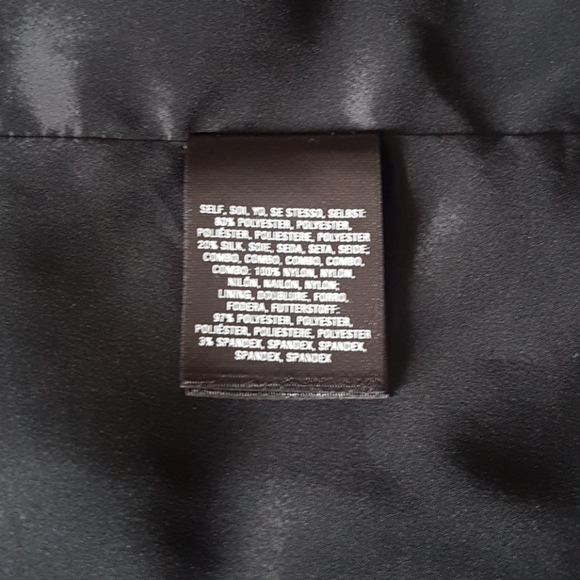 SELF, SOI, YO, SE STESSO, SELBST:
80% POLYESTER, POLYESTER,
POLIÉSTER, POLIESTERE, POLYESTER
20% SILK, SOIE, SEDA, SETA, SEIDE;
COMBO, COMBO, COMBO, COMBO,
COMBO: 100% NYLON, NYLON,
NILÓN, NAILON, NYLON;
LINING, DOUBLURE, FORRO,
FODERA, FUTTERSTOFF:
97% POLYESTER, POLYESTER,
POLIÉSTER, POLIESTERE, POLYESTER
3% SPANDEX, SPANDEX, SPANDEX,
SPANDEX, SPANDEX